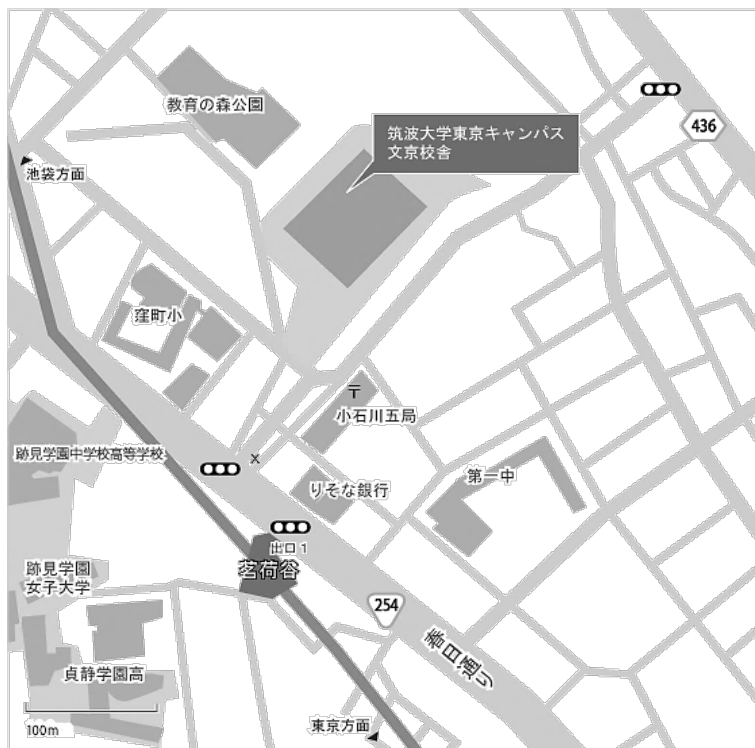 教育の森公園
筑波大学東京キャンパス
文京校舎
436
池袋方面
窪町小
〒
小石川五局
跡見学園中学校高等学校
x
りそな銀行
第一中
出口1
茗荷谷
跡見学園
女子大学
254
春日通り
貞静学園高
東京方面
100m